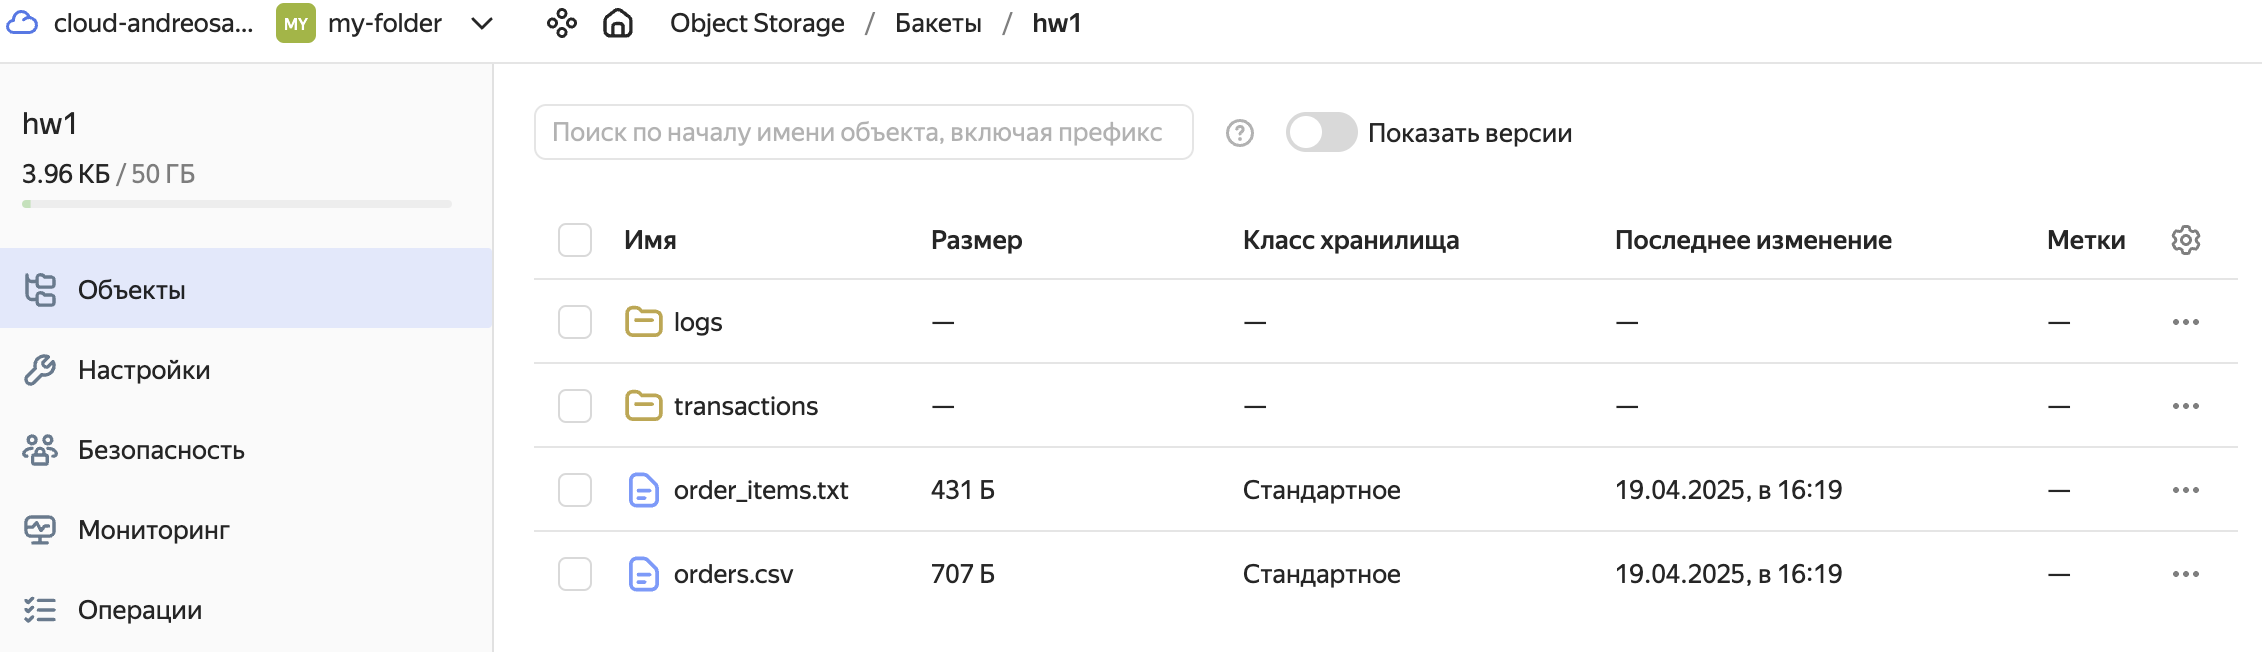 cloud-andreosa... MY my-folder Object Storage / Бакеты / hw1
hw1
3.96 КБ / 50 ГБ
Объекты
Настройки
Безопасность
Мониторинг
Операции
Поиск по началу имени объекта, включая префикс ? Показать версии
Имя Размер Класс хранилища Последнее изменение Метки
logs — — — —
transactions — — — —
order_items.txt 431 Б Стандартное 19.04.2025, в 16:19 —
orders.csv 707 Б Стандартное 19.04.2025, в 16:19 —